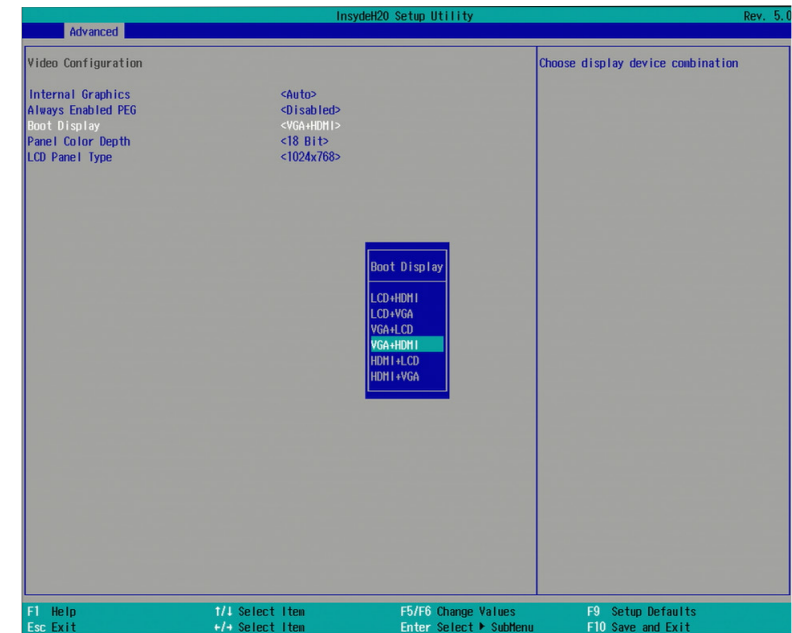 InsydeH20 Setup Utility Rev. 5.0
Advanced
Video Configuration
Choose display device combination
Internal Graphics <Auto>
Always Enabled PEG <Disabled>
Boot Display <VGA+HDMI>
Panel Color Depth <18 Bit>
LCD Panel Type <1024x768>
Boot Display
LCD+HDMI
LCD+VGA
VGA+LCD
VGA+HDMI
HDMI+LCD
HDMI+VGA
F1 Help ↑/↓ Select Item F5/F6 Change Values F9 Setup Defaults
Esc Exit ←/→ Select Item Enter Select ▶ SubMenu F10 Save and Exit